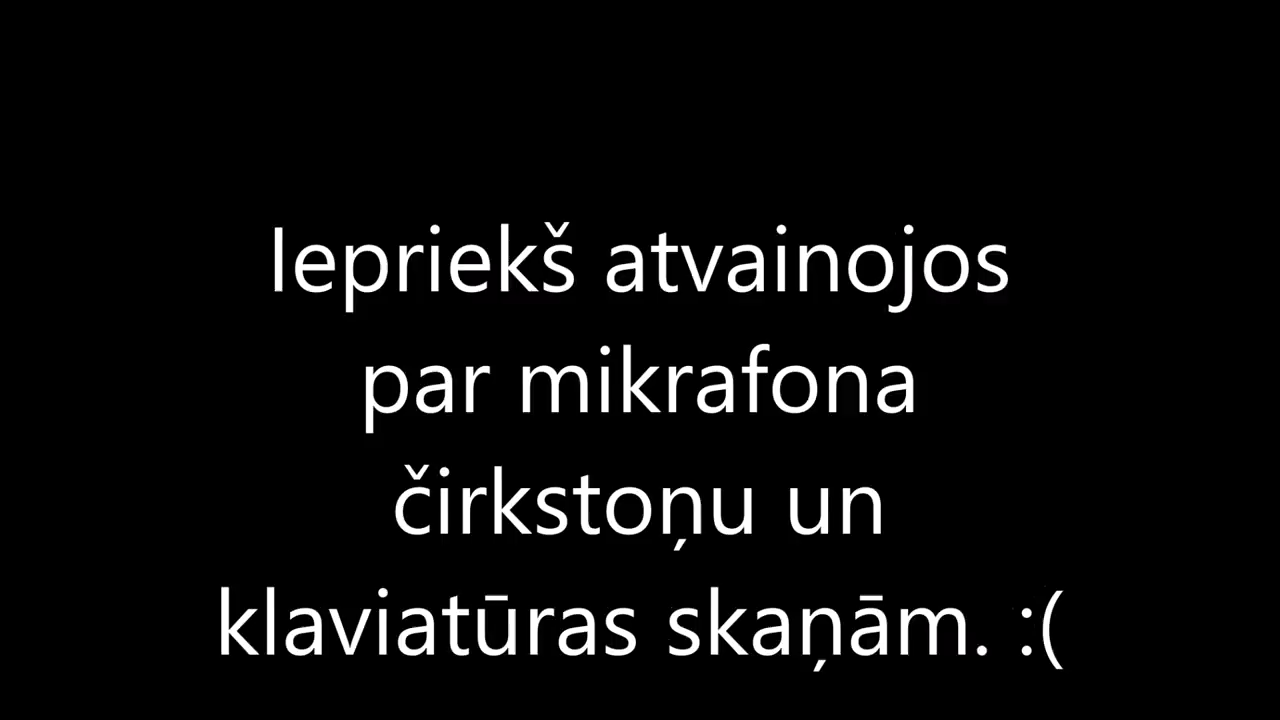 Iepriekš atvainojos
par mikrafona
čirkstoņu un
klaviatūras skaņām. :(